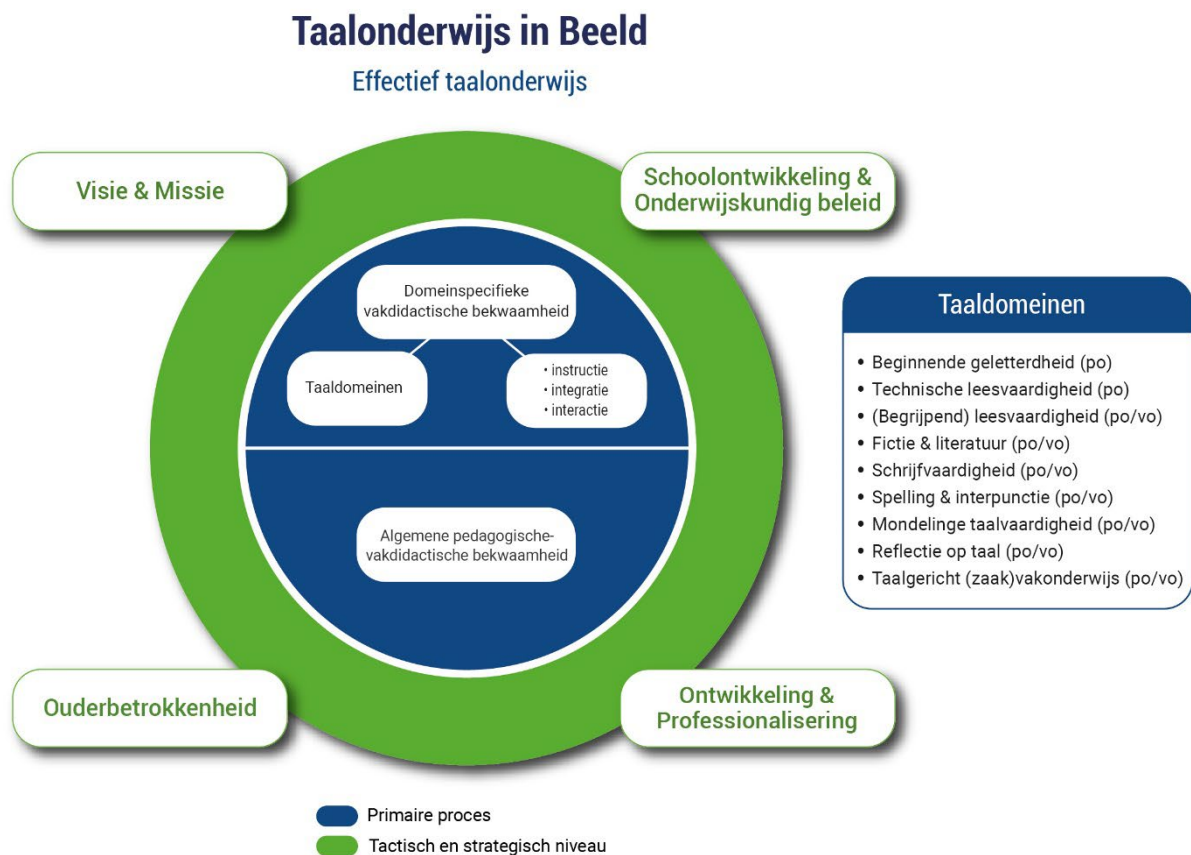 Taalonderwijs in Beeld
Effectief taalonderwijs
Visie & Missie
Schoolontwikkeling &
Onderwijskundig beleid
Domeinspecifieke
vakdidactische bekwaamheid
Taaldomeinen
• instructie
• integratie
• interactie
Algemene pedagogische-
vakdidactische bekwaamheid
Ouderbetrokkenheid
Ontwikkeling &
Professionalisering
Taaldomeinen
• Beginnende geletterdheid (po)
• Technische leesvaardigheid (po)
• (Begrijpend) leesvaardigheid (po/vo)
• Fictie & literatuur (po/vo)
• Schrijfvaardigheid (po/vo)
• Spelling & interpunctie (po/vo)
• Mondelinge taalvaardigheid (po/vo)
• Reflectie op taal (po/vo)
• Taalgericht (zaak)vakonderwijs (po/vo)
Primaire proces
Tactisch en strategisch niveau